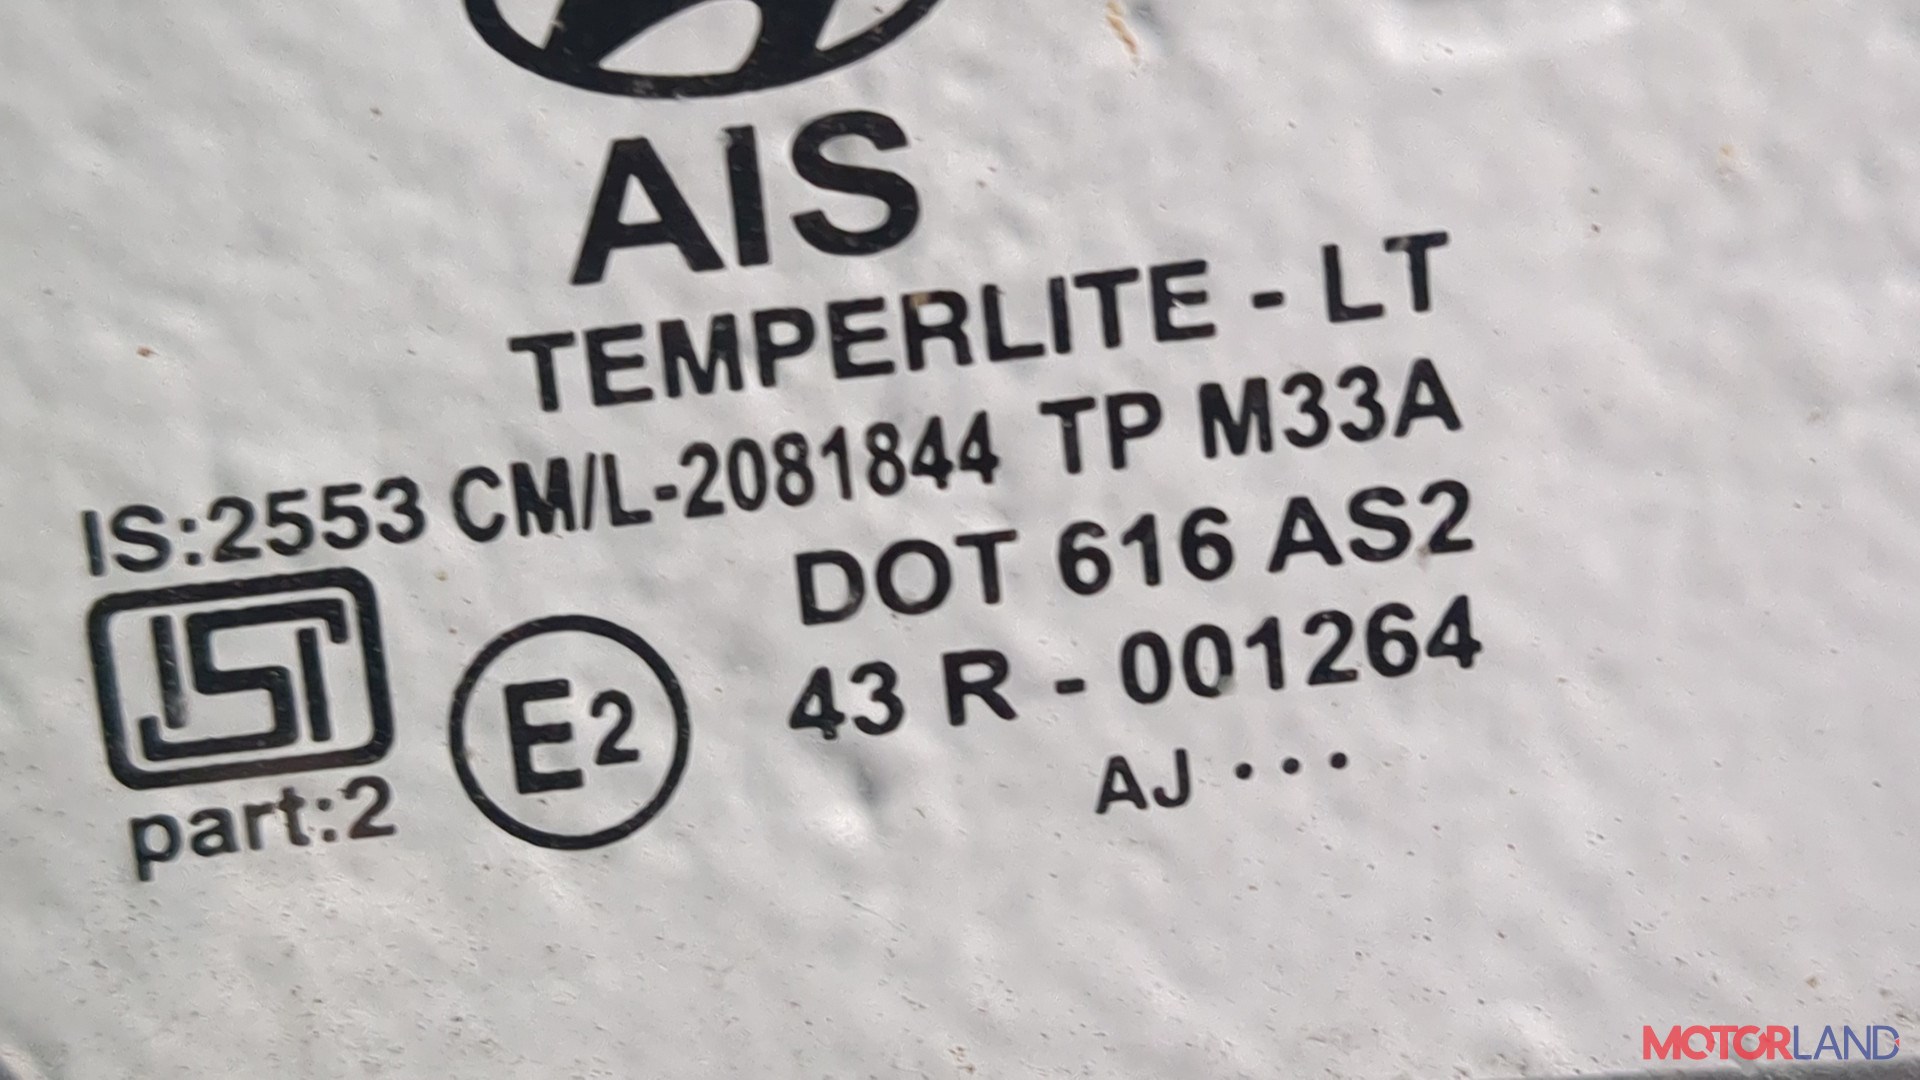 AIS
TEMPERLITE - LT
IS:2553 CM/L-2081844 TP M33A
DOT 616 AS2
ISI
E2
43 R - 001264
part:2
AJ ...
MOTORLAND